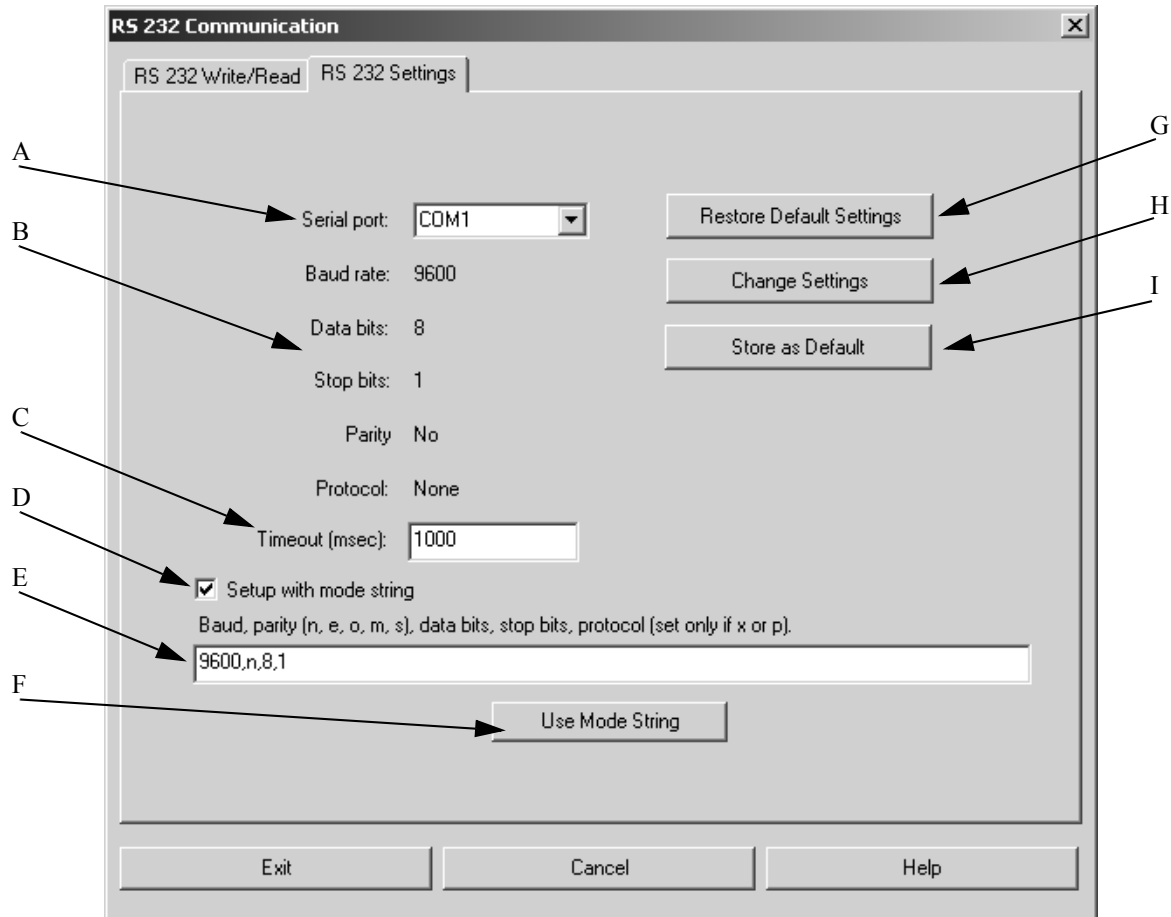 RS 232 Communication
RS 232 Write/Read
RS 232 Settings
A
Serial port:
COM1
Restore Default Settings
G
B
Baud rate:
9600
Change Settings
H
Data bits:
8
Store as Default
I
Stop bits:
1
C
Parity
No
Protocol:
None
D
Timeout (msec):
1000
E
Setup with mode string
Baud, parity (n, e, o, m, s), data bits, stop bits, protocol (set only if x or p).
9600,n,8,1
F
Use Mode String
Exit
Cancel
Help